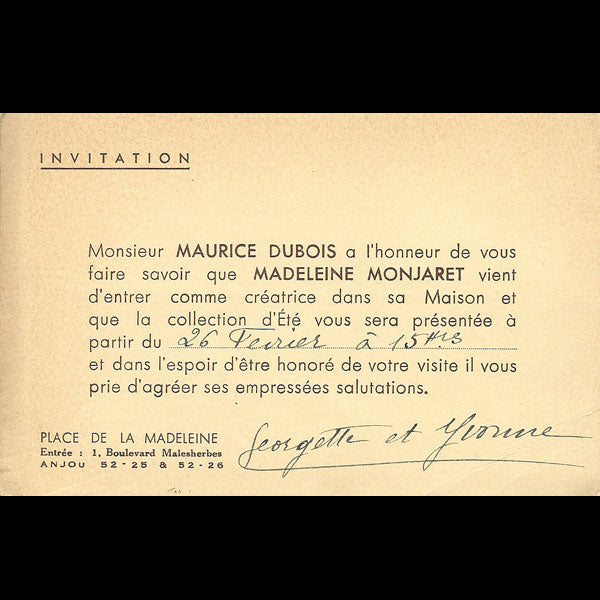 INVITATION
Monsieur MAURICE DUBOIS a l'honneur de vous
faire savoir que MADELEINE MONJARET vient
d'entrer comme créatrice dans sa Maison et
que la collection d'Été vous sera présentée à
partir du 26 Fevrier à 15 Hrs
et dans l'espoir d'être honoré de votre visite il vous
prie d'agréer ses empressées salutations.
PLACE DE LA MADELEINE
Entrée : 1, Boulevard Malesherbes
ANJOU 52-25 & 52-26
Georgette et Yvonne